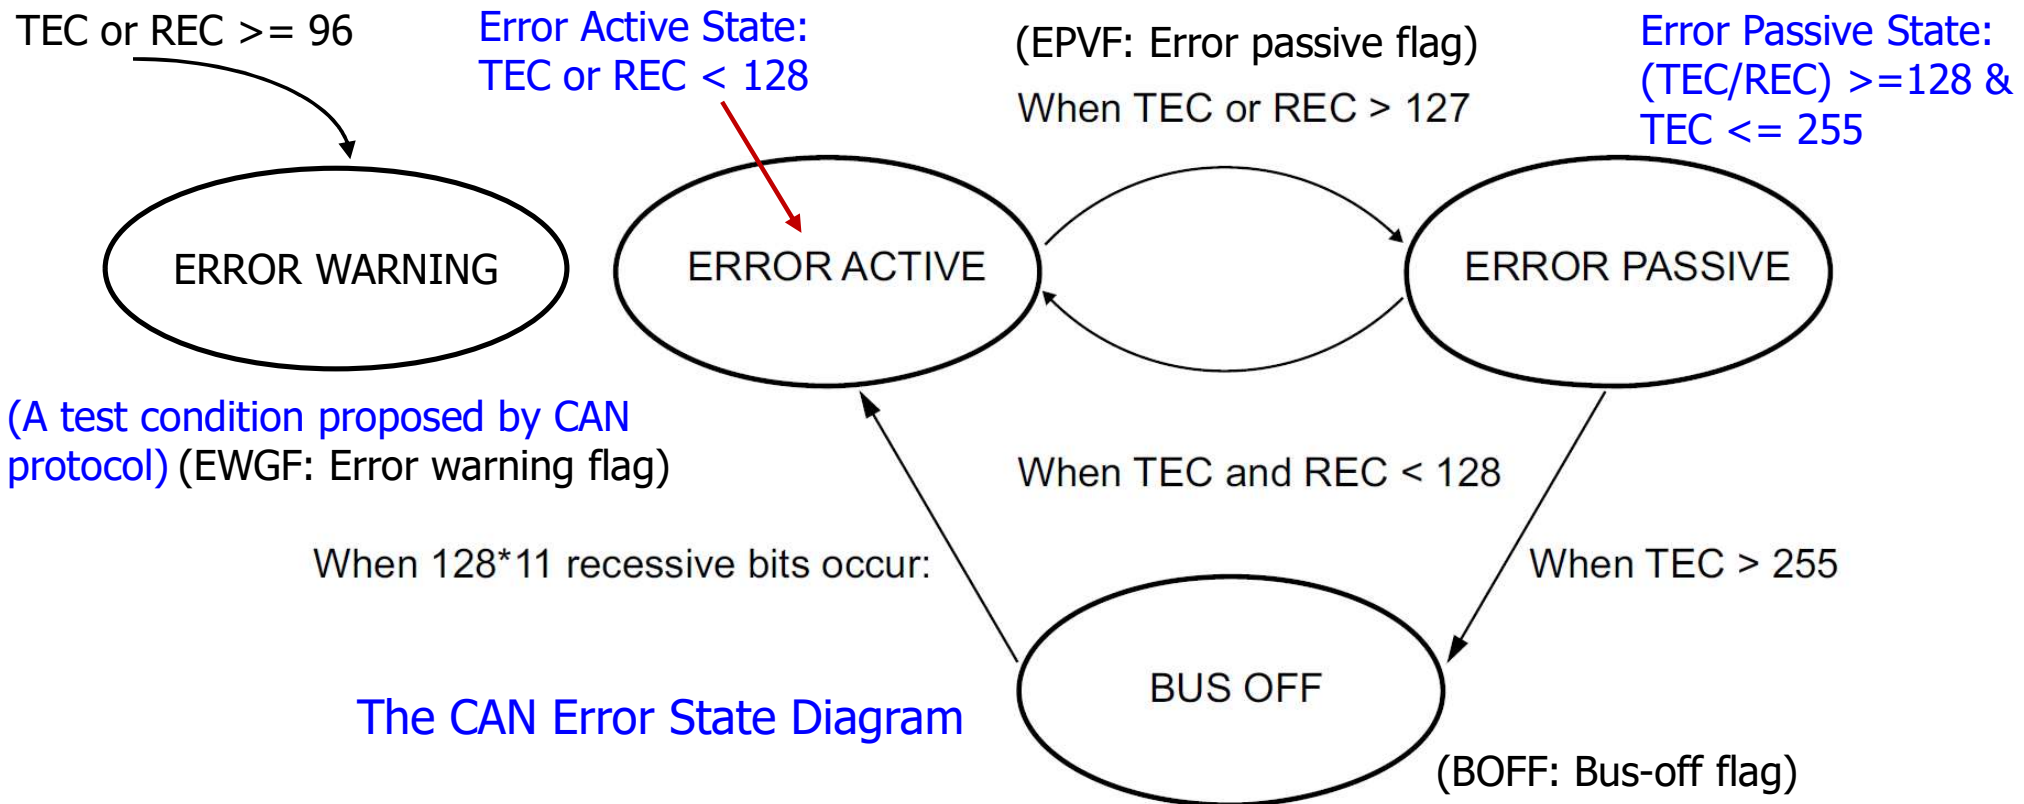 TEC or REC >= 96
Error Active State:
TEC or REC < 128
(EPVF: Error passive flag)
When TEC or REC > 127
Error Passive State:
(TEC/REC) >=128 &
TEC <= 255
ERROR WARNING
ERROR ACTIVE
ERROR PASSIVE
(A test condition proposed by CAN
protocol) (EWGF: Error warning flag)
When TEC and REC < 128
When 128*11 recessive bits occur:
When TEC > 255
BUS OFF
The CAN Error State Diagram
(BOFF: Bus-off flag)